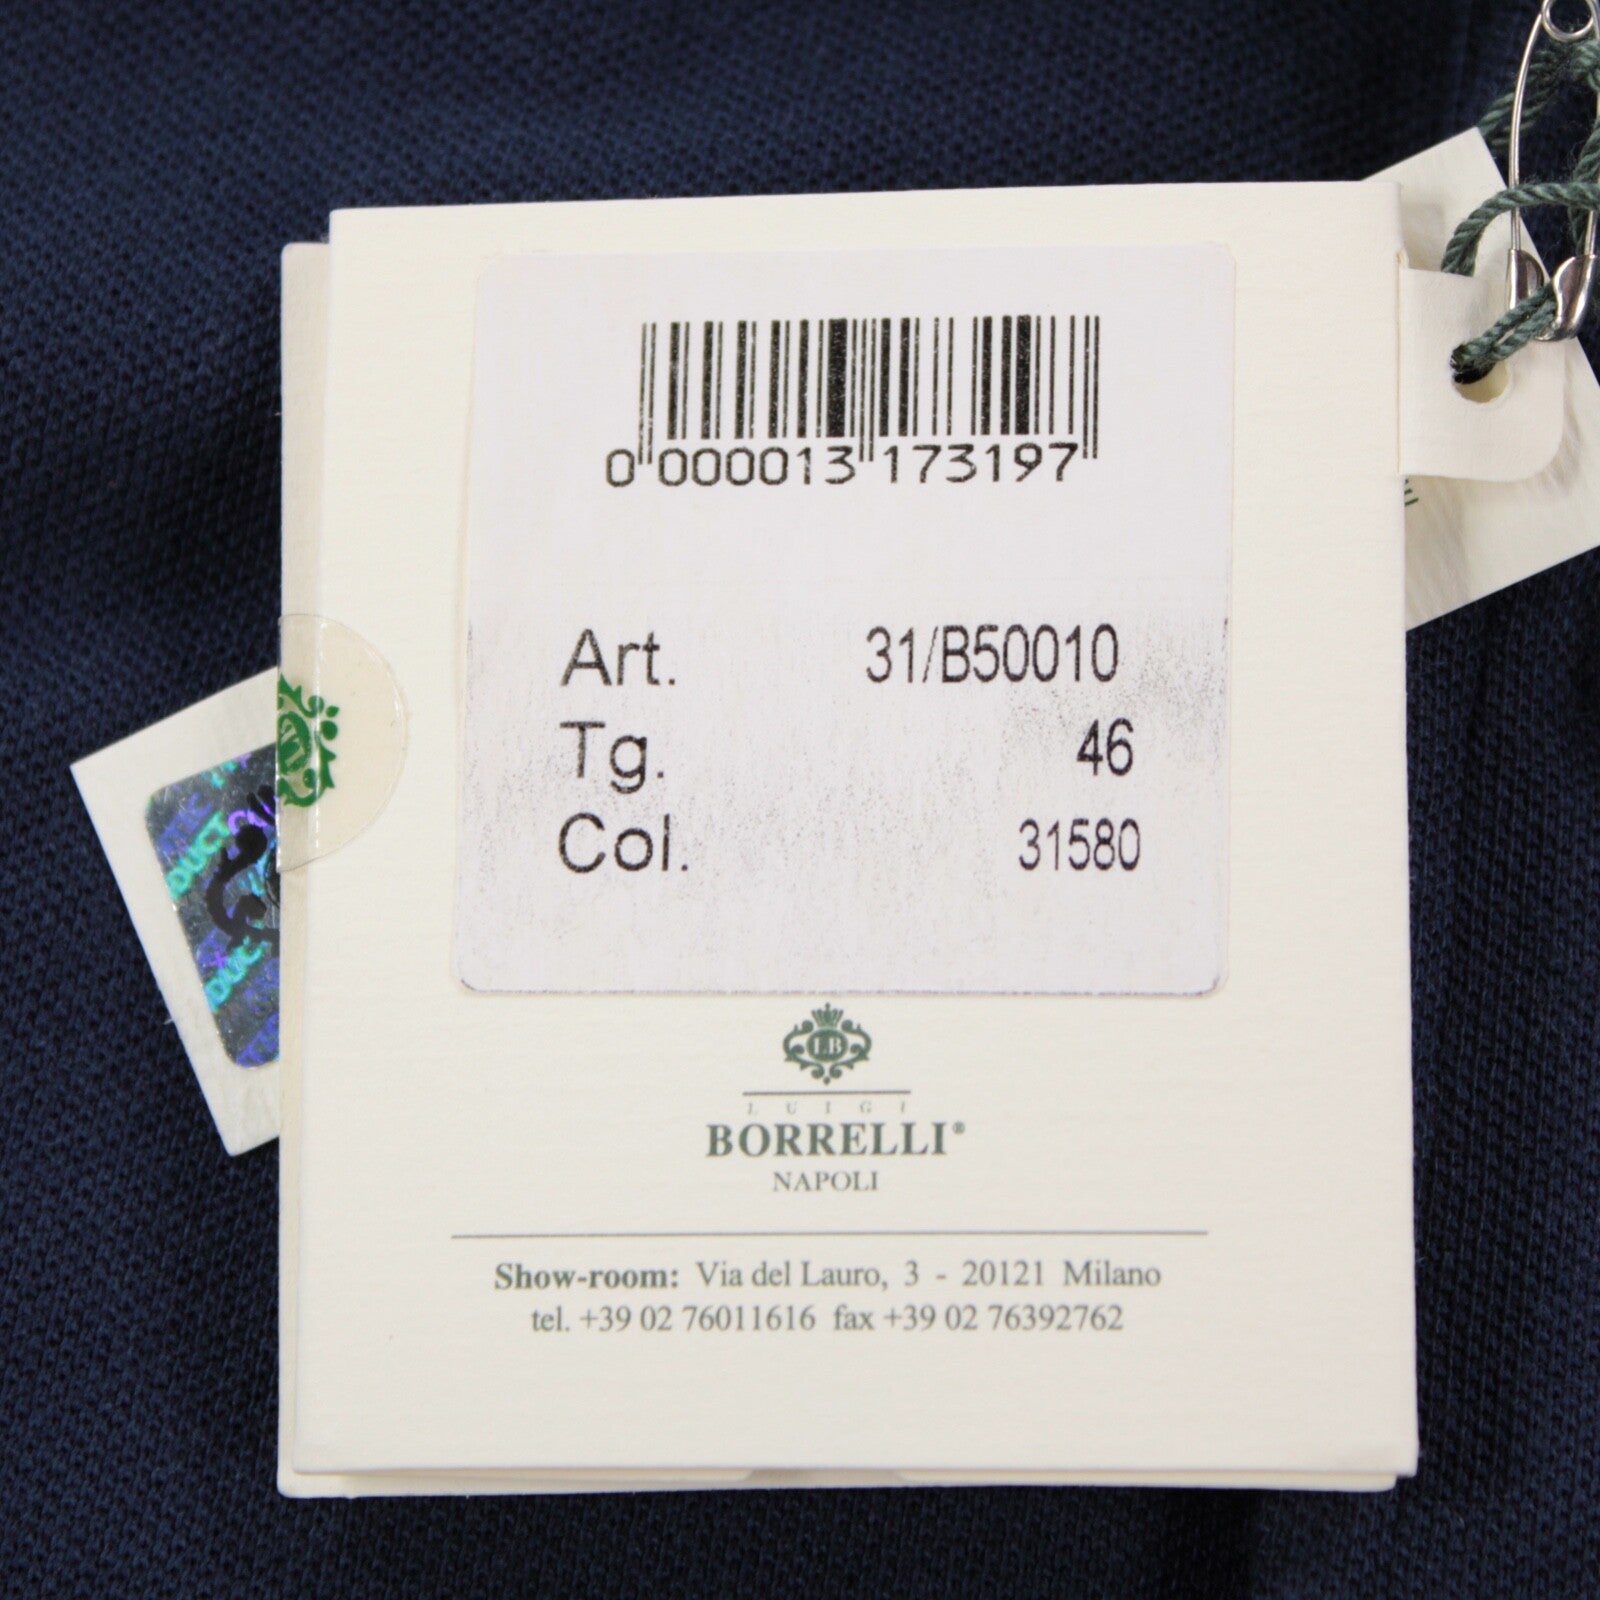 0 000013 173197
Art. 31/B50010
Tg. 46
Col. 31580
LB
LUIGI
BORRELLI®
NAPOLI
Show-room: Via del Lauro, 3 - 20121 Milano
tel. +39 02 76011616 fax +39 02 76392762